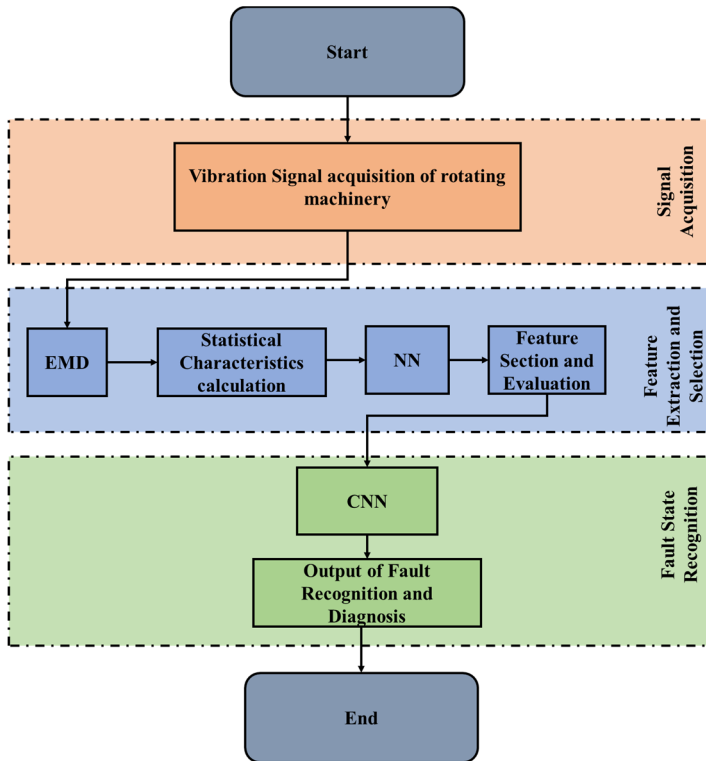 Start
Vibration Signal acquisition of rotating
machinery
Signal
Acquisition
EMD
Statistical
Characteristics
calculation
NN
Feature
Section and
Evaluation
Feature
Extraction and
Selection
CNN
Output of Fault
Recognition and
Diagnosis
Fault State
Recognition
End